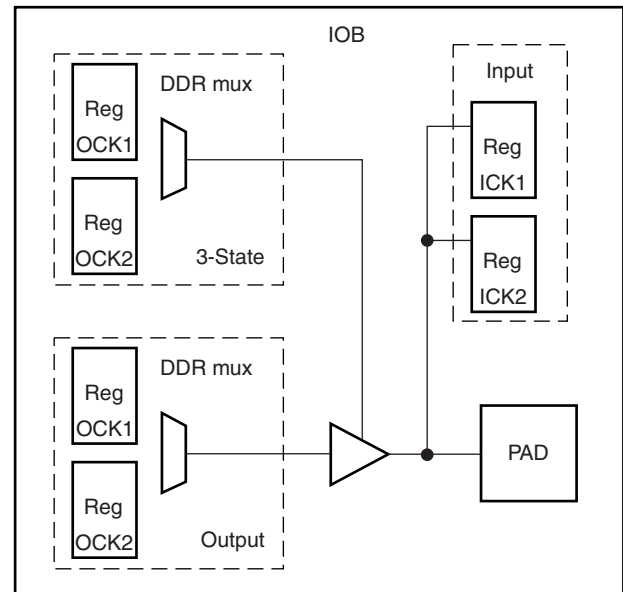 IOB
DDR mux
Reg
OCK1
Reg
OCK2
3-State
Input
Reg
ICK1
Reg
ICK2
DDR mux
Reg
OCK1
Reg
OCK2
Output
PAD